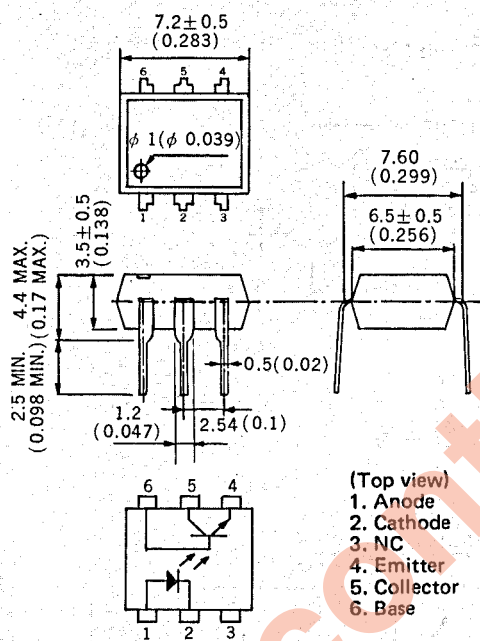 7.2±0.5
(0.283)
6 5 4
φ 1(φ 0.039)
1 2 3
7.60
(0.299)
6.5±0.5
(0.256)
3.5±0.5
(0.138)
4.4 MAX.
(0.17 MAX.)
2.5 MIN.
(0.098 MIN.)
0.5(0.02)
1.2
(0.047)
2.54(0.1)
6 5 4
1 2 3
(Top view)
1. Anode
2. Cathode
3. NC
4. Emitter
5. Collector
6. Base